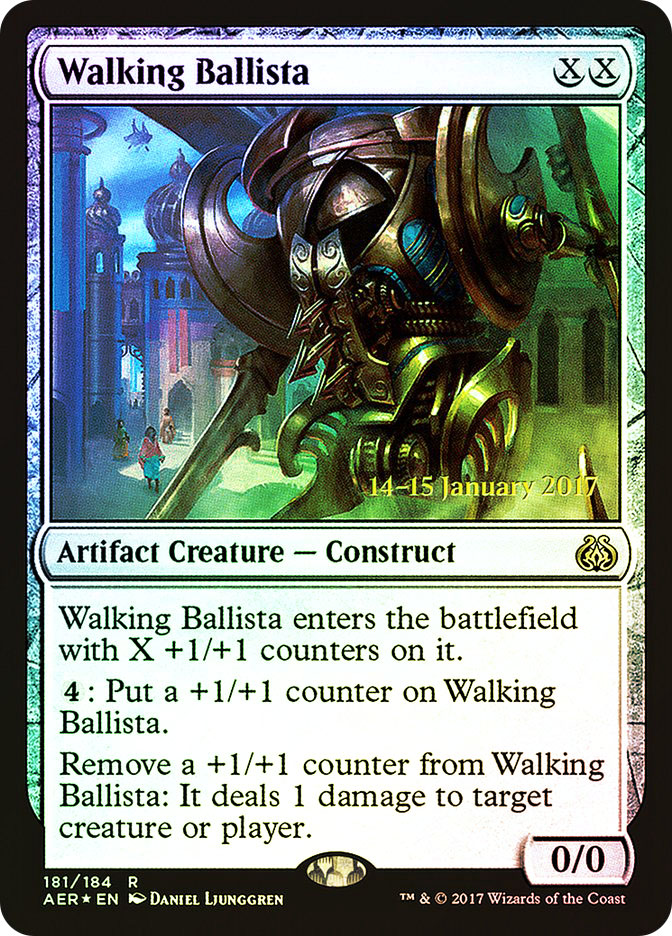 Walking Ballista XX
14–15 January 2017
Artifact Creature — Construct
Walking Ballista enters the battlefield
with X +1/+1 counters on it.
4 : Put a +1/+1 counter on Walking
Ballista.
Remove a +1/+1 counter from Walking
Ballista: It deals 1 damage to target
creature or player.
0/0
181/184 R
AER★EN Daniel Ljunggren
™ & © 2017 Wizards of the Coast